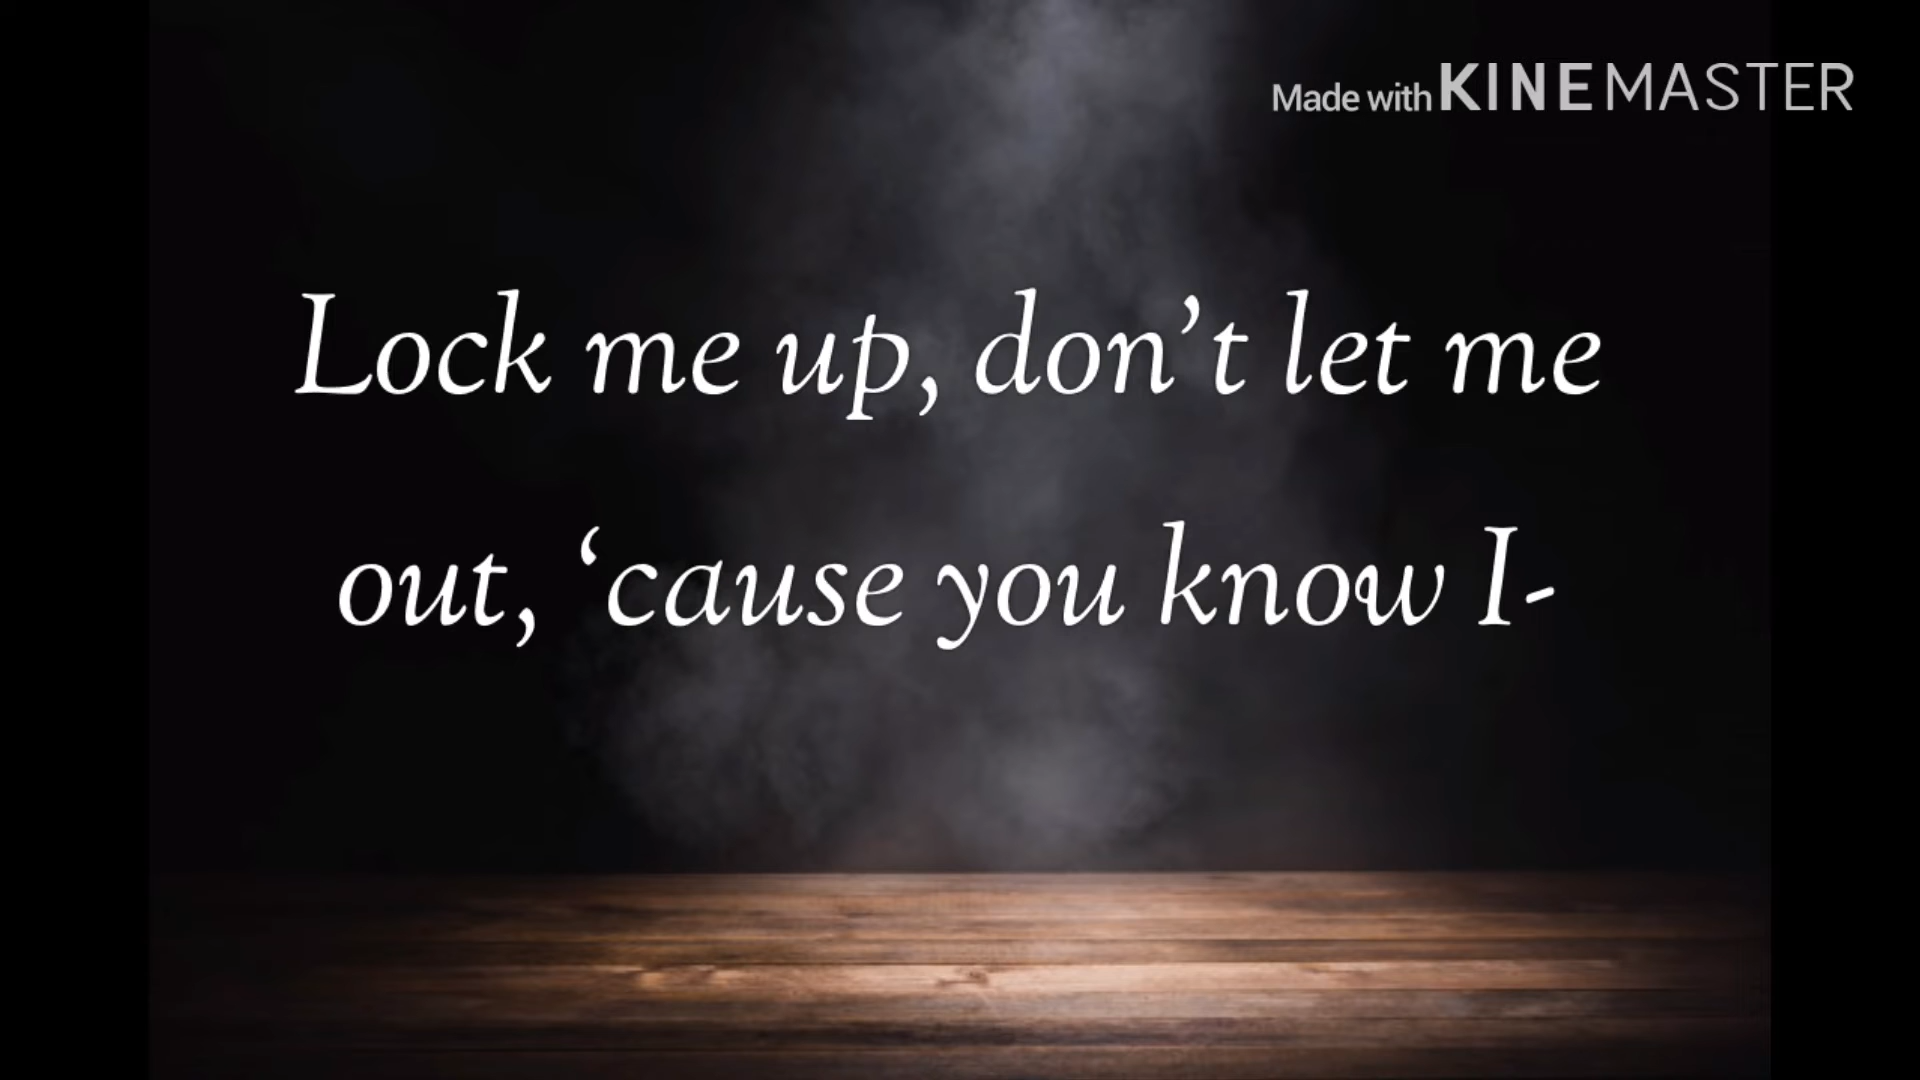 Made with KINEMASTER
Lock me up, don’t let me
out, ‘cause you know I-